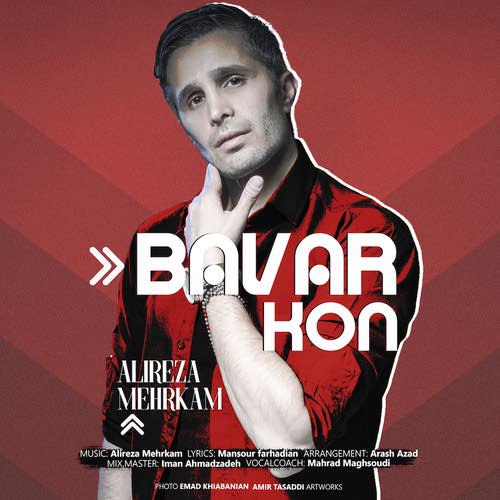 BAVAR
KON
ALIREZA
MEHRKAM
MUSIC: Alireza Mehrkam LYRICS: Mansour farhadian ARRANGEMENT: Arash Azad
MIX,MASTER: Iman Ahmadzadeh VOCALCOACH: Mahrad Maghsoudi
PHOTO EMAD KHIABANIAN AMIR TASADDI ARTWORKS